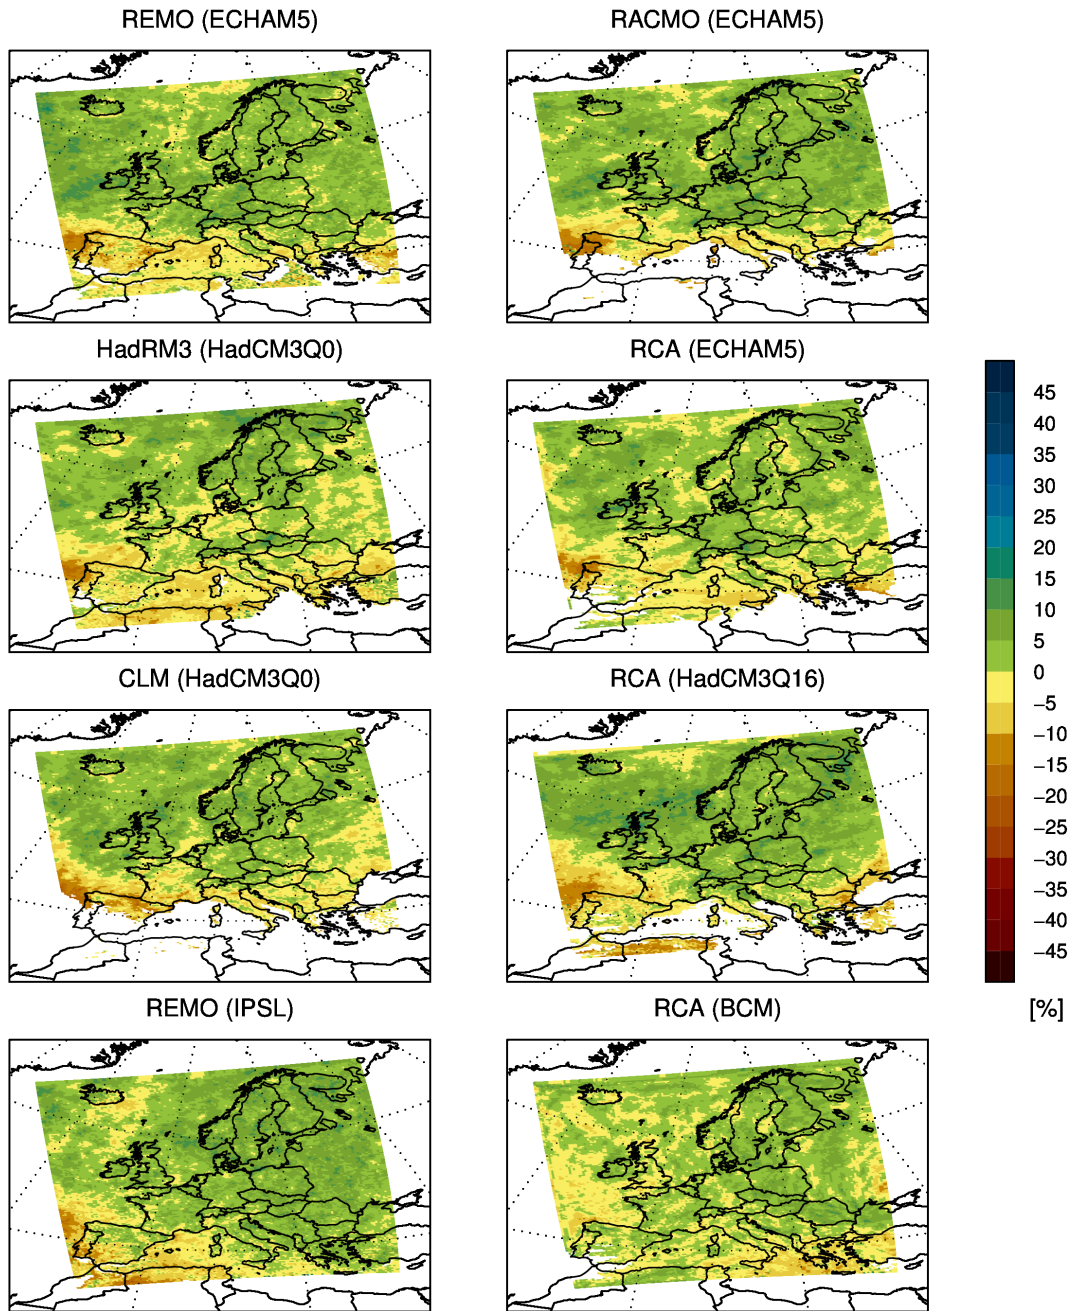 REMO (ECHAM5)
RACMO (ECHAM5)
HadRM3 (HadCM3Q0)
RCA (ECHAM5)
CLM (HadCM3Q0)
RCA (HadCM3Q16)
REMO (IPSL)
RCA (BCM)
45
40
35
30
25
20
15
10
5
0
−5
−10
−15
−20
−25
−30
−35
−40
−45
[%]